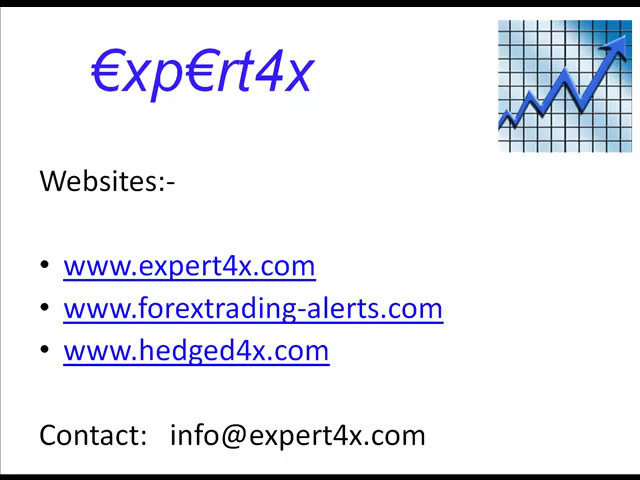 €xp€rt4x
Websites:-
• www.expert4x.com
• www.forextrading-alerts.com
• www.hedged4x.com
Contact: info@expert4x.com